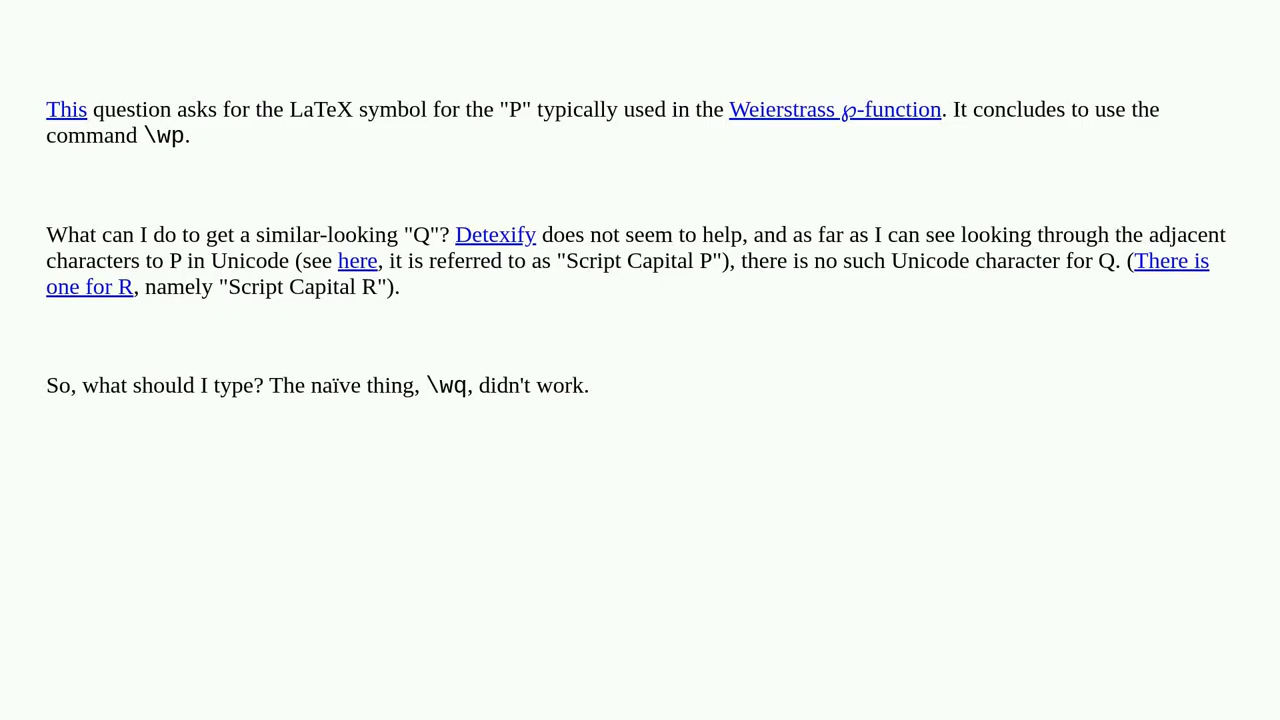 This question asks for the LaTeX symbol for the "P" typically used in the Weierstrass ℘-function. It concludes to use the
command \wp.
What can I do to get a similar-looking "Q"? Detexify does not seem to help, and as far as I can see looking through the adjacent
characters to P in Unicode (see here, it is referred to as "Script Capital P"), there is no such Unicode character for Q. (There is
one for R, namely "Script Capital R").
So, what should I type? The naïve thing, \wq, didn't work.